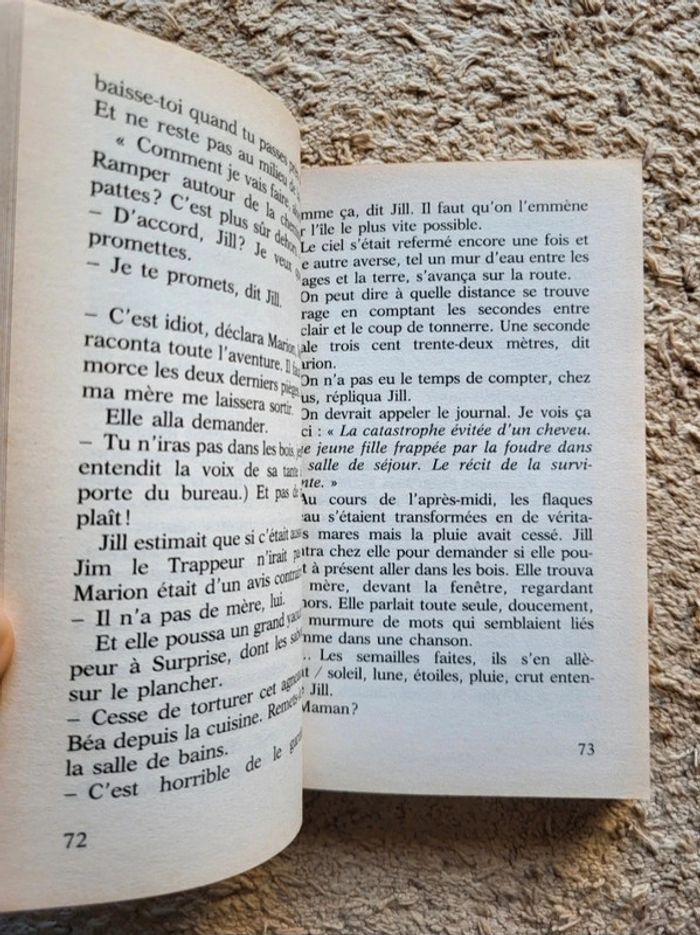 baisse-toi quand tu passes
Et ne reste pas au milieu de
« Comment je vais faire,
Ramper autour de la
pattes? C'est plus sûr
– D'accord, Jill? Je veux
promettes.
– Je te promets, dit Jill.
– C'est idiot, déclara Marion,
raconta toute l'aventure. Il
morce les deux derniers pièges
ma mère me laissera sortir.
Elle alla demander.
– Tu n'iras pas dans les bois,
entendit la voix de sa tante
porte du bureau.) Et pas de
plaît!
Jill estimait que si c'était
Jim le Trappeur n'irait
Marion était d'un avis
– Il n'a pas de mère, lui.
Et elle poussa un grand
peur à Surprise, dont les
sur le plancher.
– Cesse de torturer cet
Béa depuis la cuisine.
la salle de bains.
– C'est horrible de le
72
mme ça, dit Jill. Il faut qu'on l'emmène
r l'île le plus vite possible.
Le ciel s'était refermé encore une fois et
e autre averse, tel un mur d'eau entre les
ages et la terre, s'avança sur la route.
On peut dire à quelle distance se trouve
rage en comptant les secondes entre
clair et le coup de tonnerre. Une seconde
ale trois cent trente-deux mètres, dit
arion.
On n'a pas eu le temps de compter, chez
us, répliqua Jill.
On devrait appeler le journal. Je vois ça
ci : « La catastrophe évitée d'un cheveu.
e jeune fille frappée par la foudre dans
salle de séjour. Le récit de la survi-
nte. »
Au cours de l'après-midi, les flaques
au s'étaient transformées en de vérita-
s mares mais la pluie avait cessé. Jill
ntra chez elle pour demander si elle pou-
t à présent aller dans les bois. Elle trouva
mère, devant la fenêtre, regardant
hors. Elle parlait toute seule, doucement,
murmure de mots qui semblaient liés
mme dans une chanson.
.. Les semailles faites, ils s'en allè-
t / soleil, lune, étoiles, pluie, crut enten-
Jill.
Maman?
73